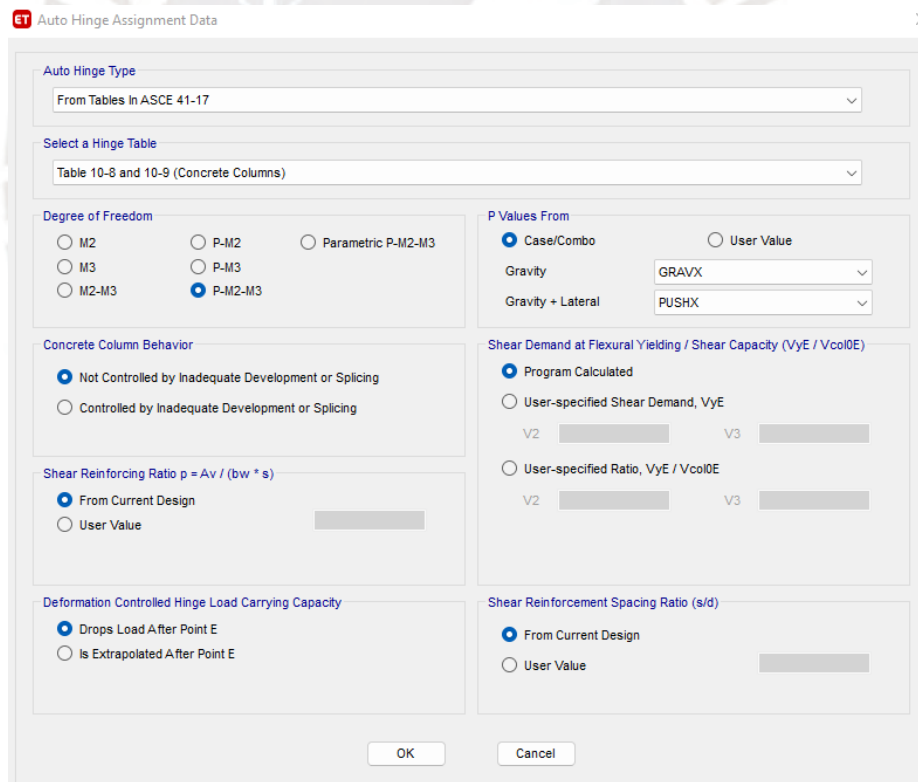 ET Auto Hinge Assignment Data
Auto Hinge Type
From Tables In ASCE 41-17
Select a Hinge Table
Table 10-8 and 10-9 (Concrete Columns)
Degree of Freedom
M2
P-M2
Parametric P-M2-M3
M3
P-M3
M2-M3
P-M2-M3
P Values From
Case/Combo
User Value
Gravity
GRAVX
Gravity + Lateral
PUSHX
Concrete Column Behavior
Not Controlled by Inadequate Development or Splicing
Controlled by Inadequate Development or Splicing
Shear Demand at Flexural Yielding / Shear Capacity (VyE / Vcol0E)
Program Calculated
User-specified Shear Demand, VyE
V2
V3
User-specified Ratio, VyE / Vcol0E
V2
V3
Shear Reinforcing Ratio p = Av / (bw * s)
From Current Design
User Value
Deformation Controlled Hinge Load Carrying Capacity
Drops Load After Point E
Is Extrapolated After Point E
Shear Reinforcement Spacing Ratio (s/d)
From Current Design
User Value
OK
Cancel